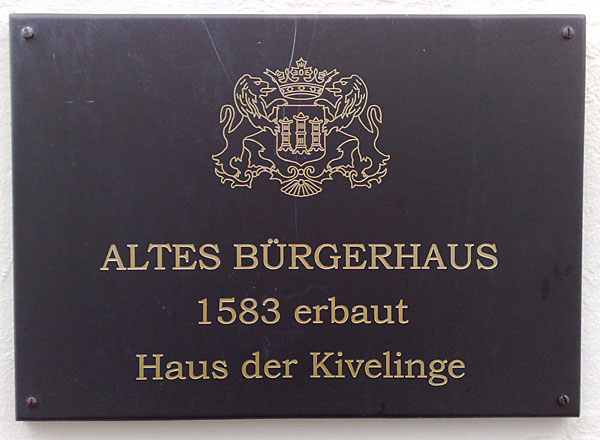 ALTES BÜRGERHAUS
1583 erbaut
Haus der Kivelinge